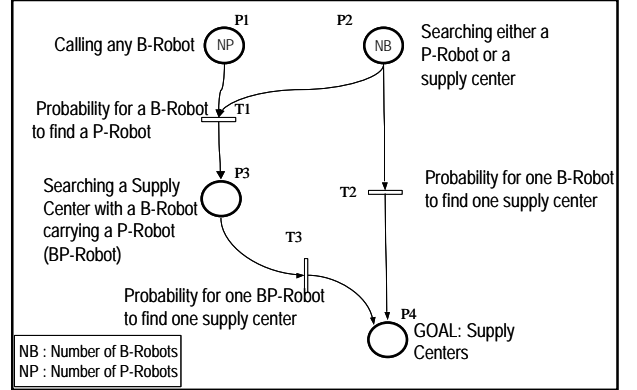 P1
P2
Calling any B-Robot
NP
NB
Searching either a
P-Robot or a
supply center
Probability for a B-Robot
to find a P-Robot
T1
P3
Searching a Supply
Center with a B-Robot
carrying a P-Robot
(BP-Robot)
T2
Probability for one B-Robot
to find one supply center
T3
Probability for one BP-Robot
to find one supply center
P4
GOAL: Supply
Centers
NB : Number of B-Robots
NP : Number of P-Robots